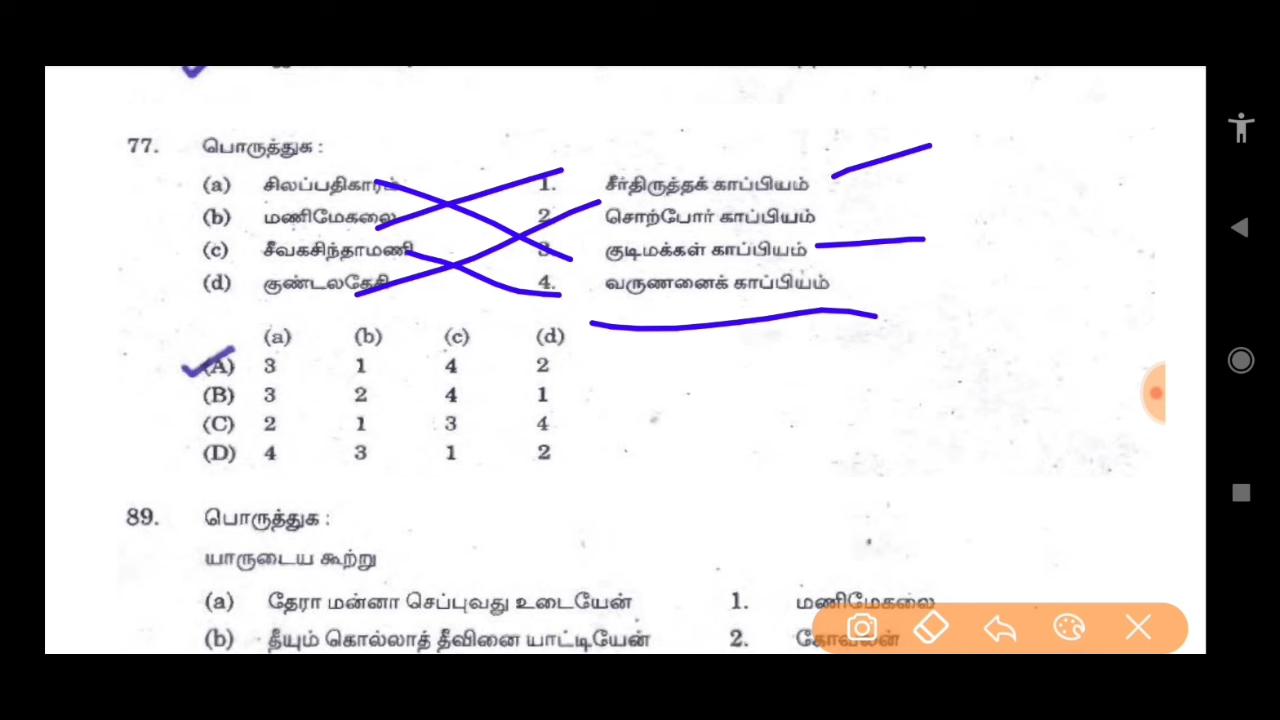 77. பொருத்துக :
(a) சிலப்பதிகாரம் 1. சீர்திருத்தக் காப்பியம்
(b) மணிமேகலை 2. சொற்போர் காப்பியம்
(c) சீவகசிந்தாமணி 3. குடிமக்கள் காப்பியம்
(d) குண்டலகேசி 4. வருணனைக் காப்பியம்
(a) (b) (c) (d)
(A) 3 1 4 2
(B) 3 2 4 1
(C) 2 1 3 4
(D) 4 3 1 2
89. பொருத்துக :
யாருடைய கூற்று
(a) தேரா மன்னா செப்புவது உடையேன் 1. மணிமேகலை
(b) தீயும் கொல்லாத் தீவினை யாட்டியேன் 2. கோவலன்